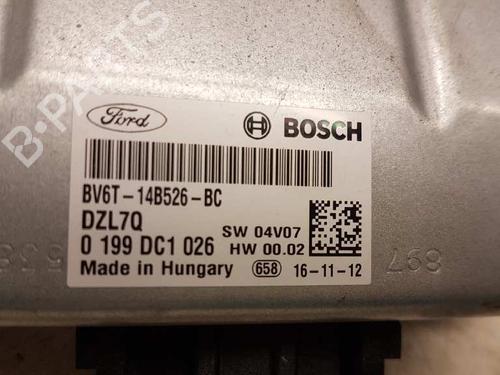 B-PARTS
Ford BOSCH
BV6T-14B526-BC
DZL7Q
SW 04V07
0 199 DC1 026
HW 00.02
Made in Hungary 658 16-11-12
897